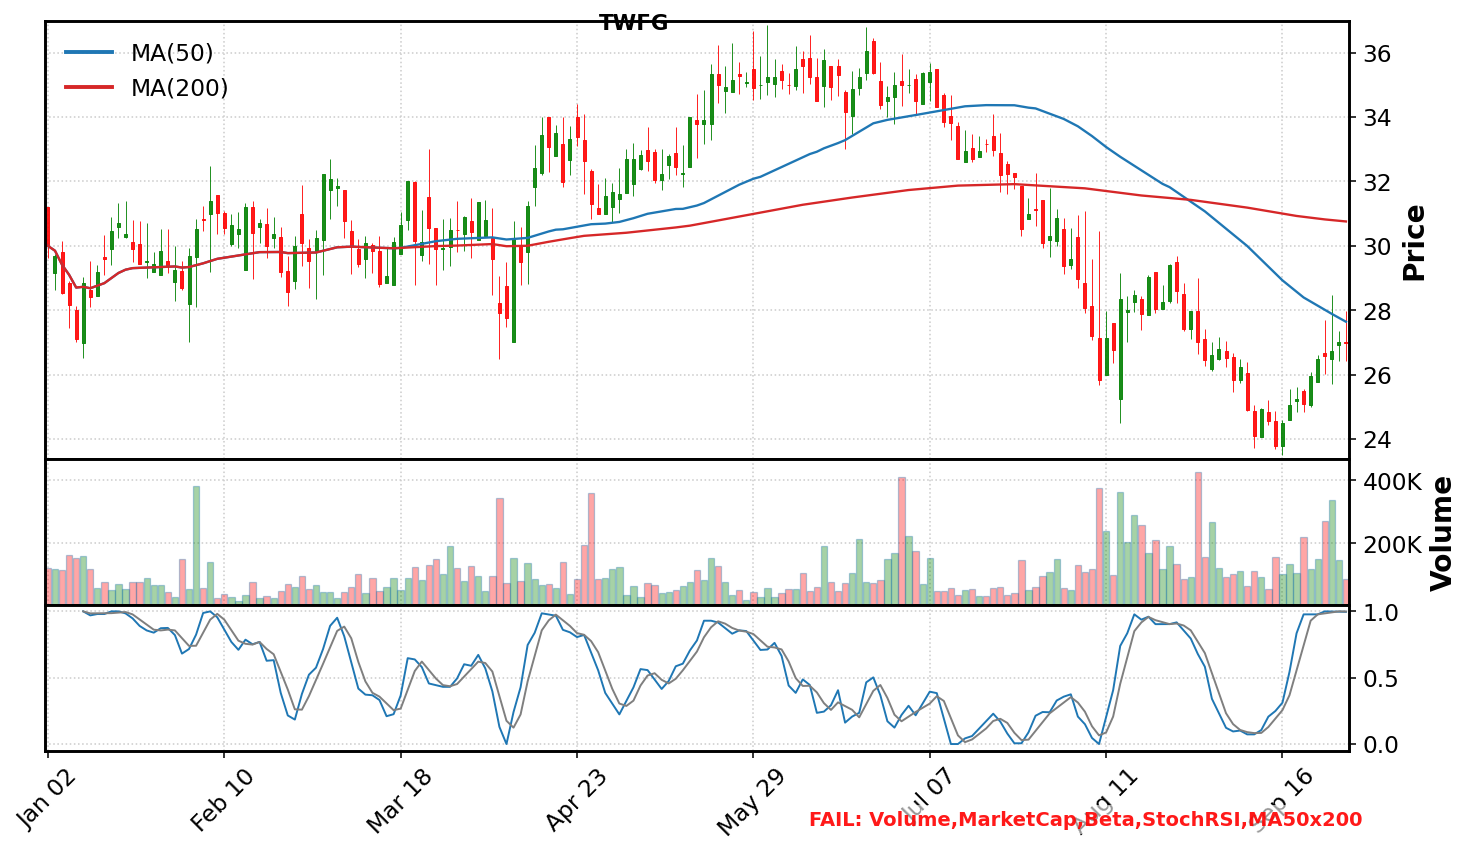 TWFG
MA(50)
MA(200)
36
34
32
30
28
26
24
Price
400K
200K
Volume
1.0
0.5
0.0
Jan 02
Feb 10
Mar 18
Apr 23
May 29
Jul 07
Aug 11
Sep 16
FAIL: Volume,MarketCap,Beta,StochRSI,MA50x200